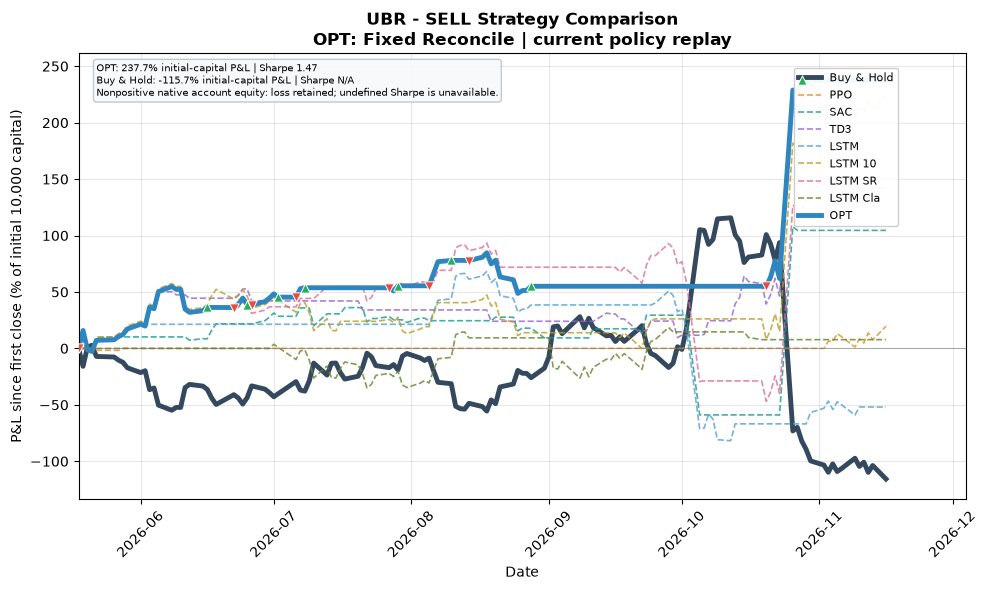 UBR - SELL Strategy Comparison
OPT: Fixed Reconcile | current policy replay
OPT: 237.7% initial-capital P&L | Sharpe 1.47
Buy & Hold: -115.7% initial-capital P&L | Sharpe N/A
Nonpositive native account equity: loss retained; undefined Sharpe is unavailable.
Buy & Hold
PPO
SAC
TD3
LSTM
LSTM 10
LSTM SR
LSTM Cla
OPT
P&L since first close (% of initial 10,000 capital)
250
200
150
100
50
0
−50
−100
2026-06
2026-07
2026-08
2026-09
2026-10
2026-11
2026-12
Date